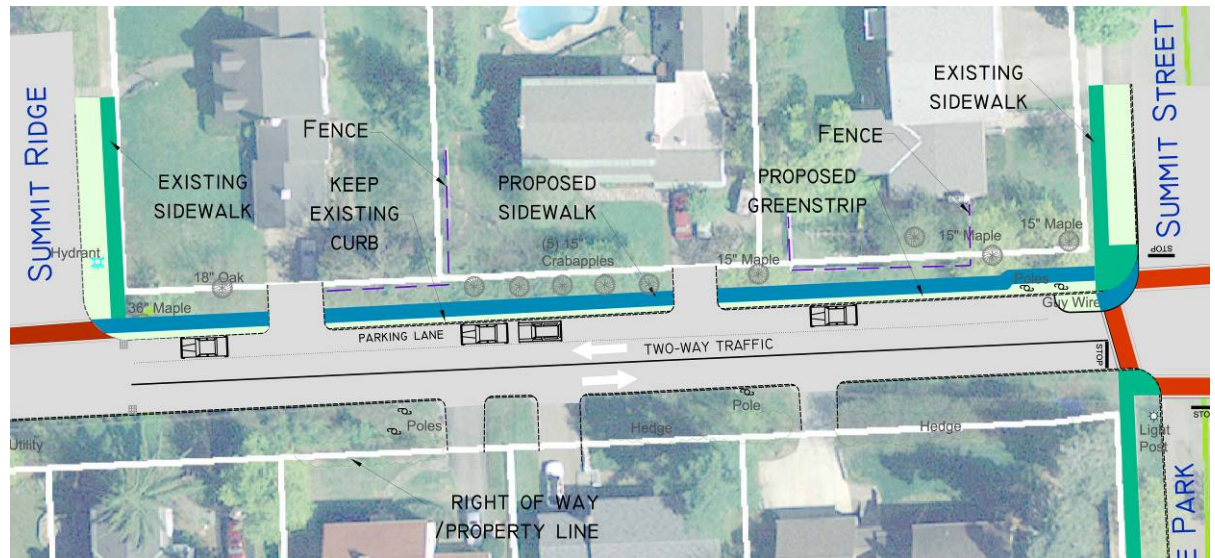 SUMMIT RIDGE
EXISTING
SIDEWALK
FENCE
KEEP
EXISTING
CURB
PROPOSED
SIDEWALK
PROPOSED
GREENSTRIP
FENCE
EXISTING
SIDEWALK
SUMMIT STREET
Hydrant
18" Oak
36" Maple
(5) 15"
Crabapples
15" Maple
15" Maple
15" Maple
Poles
Guy Wire
STOP
PARKING LANE
TWO-WAY TRAFFIC
STOP
Utility
Poles
Hedge
Pole
Hedge
Light
Post
RIGHT OF WAY
/PROPERTY LINE
PARK